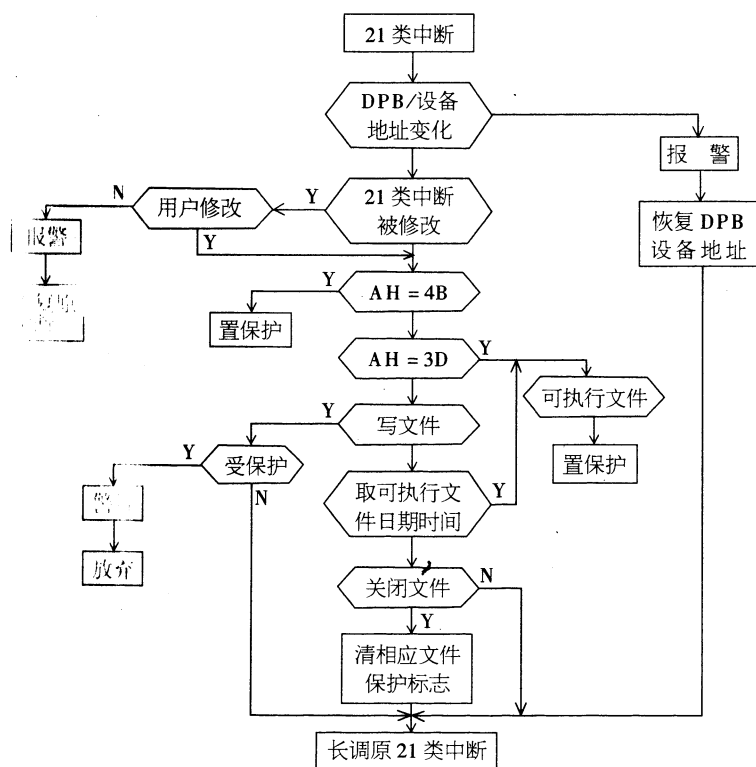 21 类中断
DPB/设备
地址变化
报 警
N
用户修改
Y
21 类中断
被修改
恢复 DPB
设备地址
报警
Y
Y
AH = 4B
置保护
AH = 3D
Y
可执行文件
Y
写文件
置保护
Y
受保护
N
取可执行文
件日期时间
Y
放弃
关闭文件
N
Y
清相应文件
保护标志
长调原 21 类中断